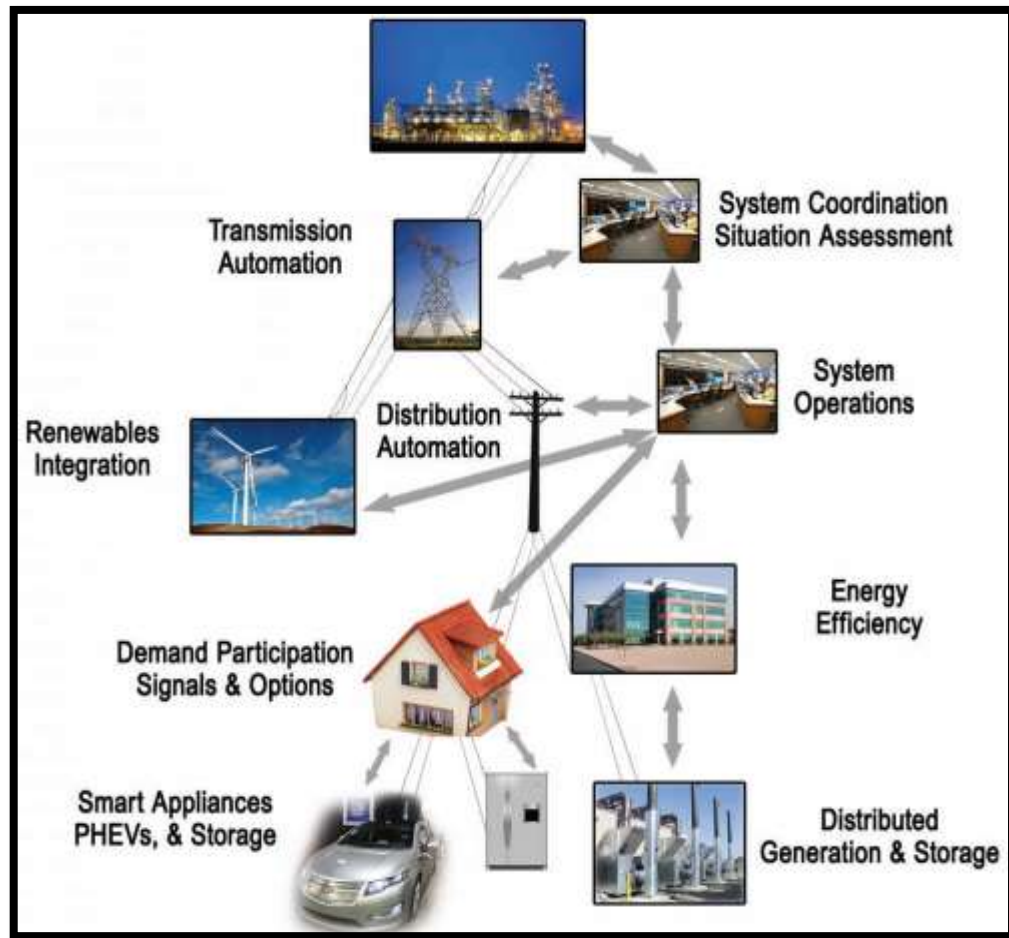 System Coordination
Situation Assessment
Transmission
Automation
System
Operations
Distribution
Automation
Renewables
Integration
Energy
Efficiency
Demand Participation
Signals & Options
Smart Appliances
PHEVs, & Storage
Distributed
Generation & Storage